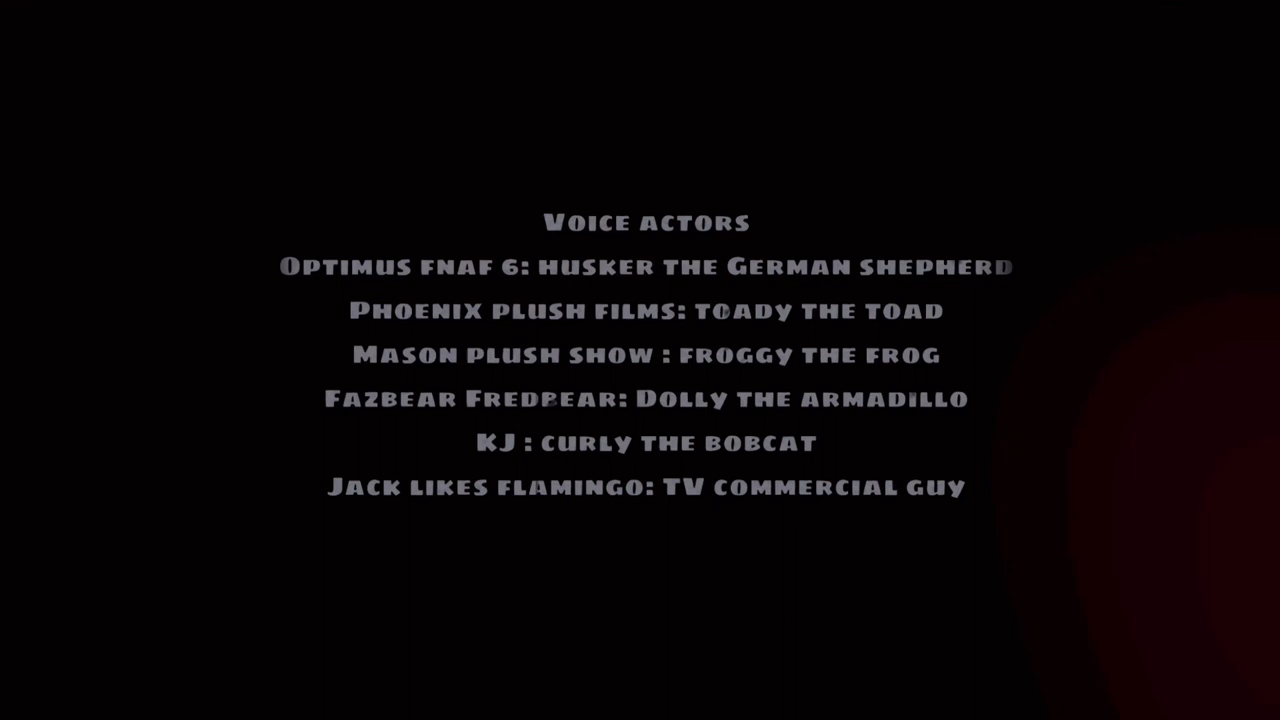 Voice actors
Optimus fnaf 6: husker the German shepherd
Phoenix plush films: toady the toad
Mason plush show : froggy the frog
Fazbear Fredbear: Dolly the armadillo
KJ : curly the bobcat
Jack likes flamingo: TV commercial guy